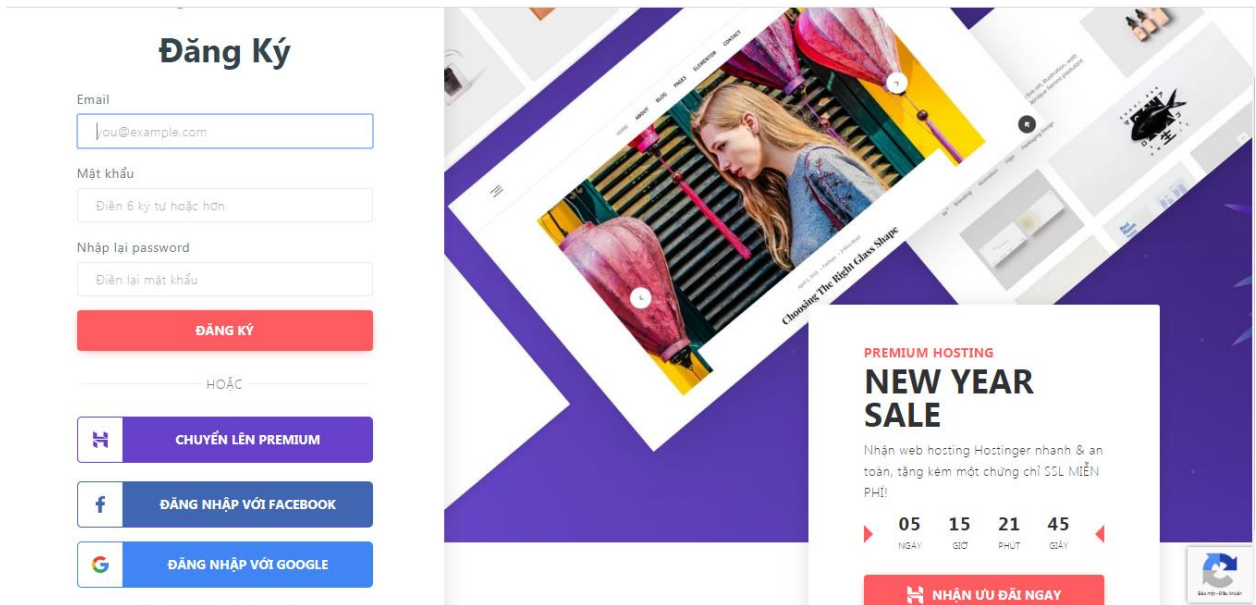 Đăng Ký
Email
you@example.com
Mật khẩu
Điền 6 ký tự hoặc hơn
Nhập lại password
Điền lại mật khẩu
ĐĂNG KÝ
HOẶC
CHUYỂN LÊN PREMIUM
ĐĂNG NHẬP VỚI FACEBOOK
ĐĂNG NHẬP VỚI GOOGLE
HOME ABOUT BLOG PAGES ELEMENTOR CONTACT
Choosing The Right Glass Shape
PREMIUM HOSTING
NEW YEAR
SALE
Nhận web hosting Hostinger nhanh & an
toàn, tặng kèm một chứng chỉ SSL MIỄN
PHÍ!
05 15 21 45
NGÀY GIỜ PHÚT GIÂY
NHẬN ƯU ĐÃI NGAY
Bảo mật - Điều khoản